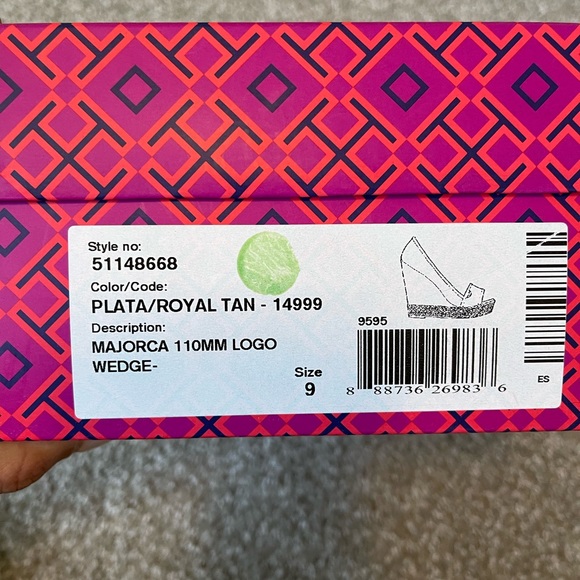 Style no:
51148668
Color/Code:
PLATA/ROYAL TAN - 14999
Description:
MAJORCA 110MM LOGO
WEDGE-
Size
9
9595
8 88736 26983 6
ES